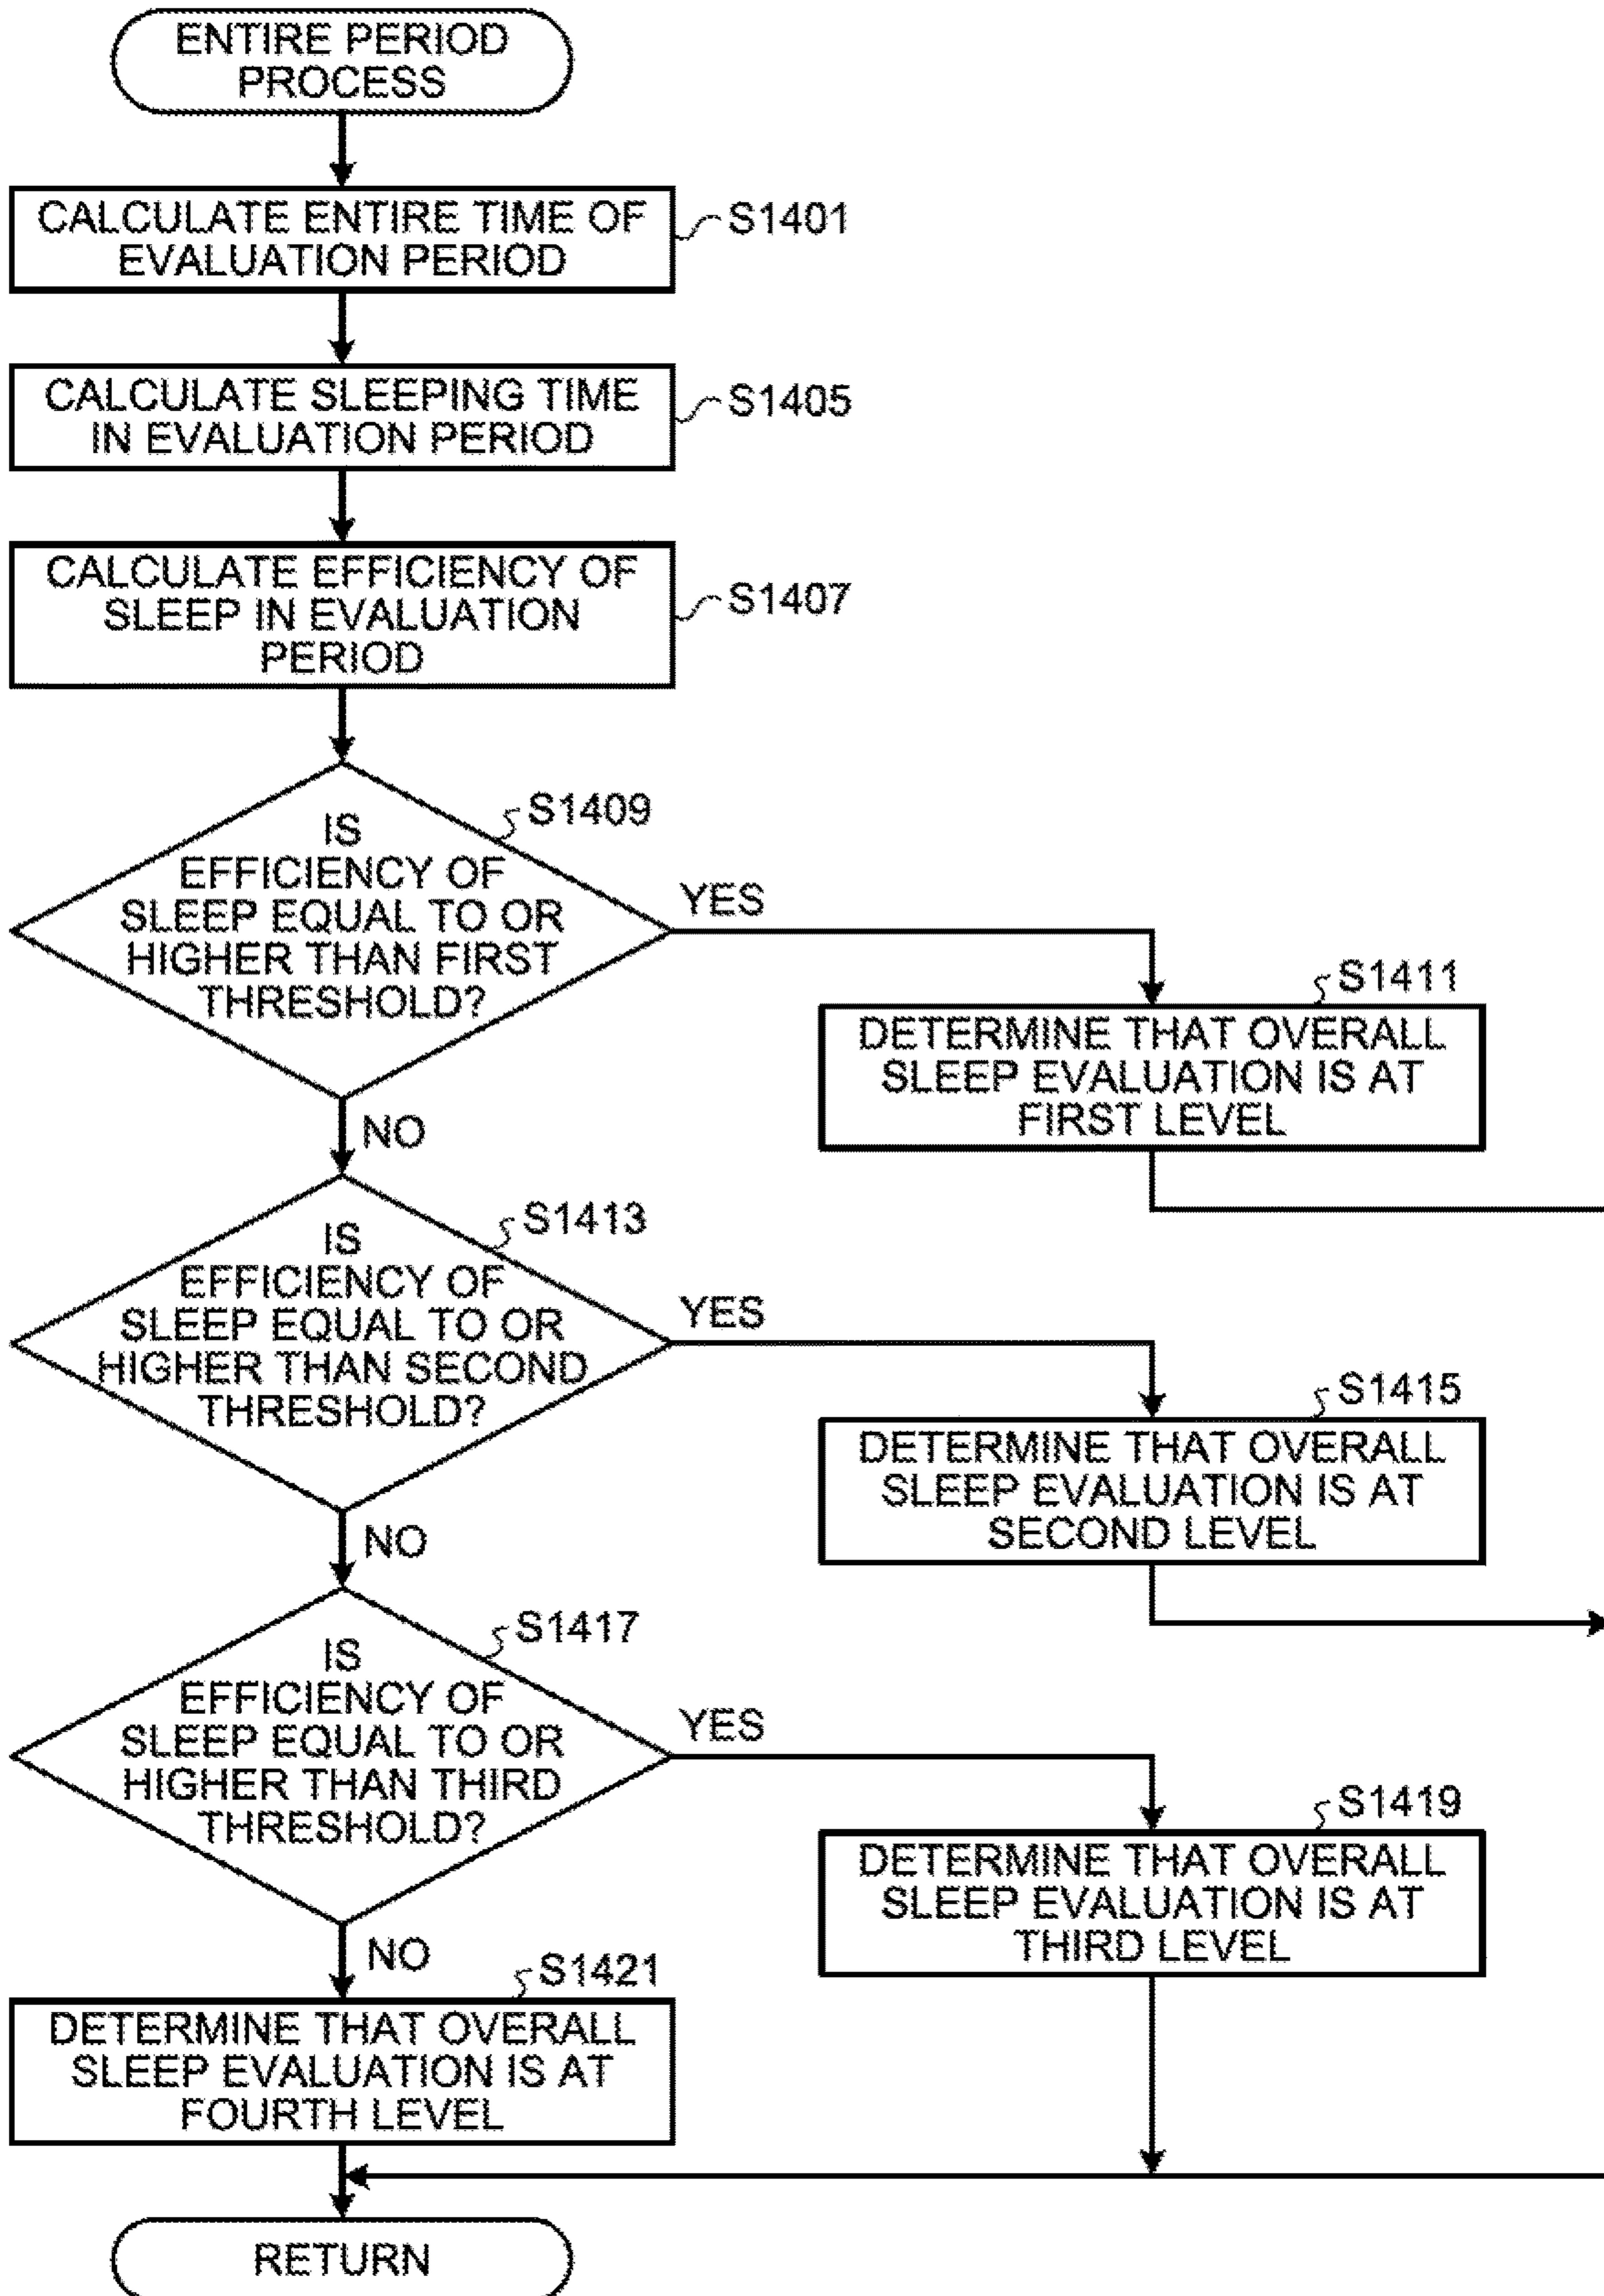 ENTIRE PERIOD
PROCESS
CALCULATE ENTIRE TIME OF
EVALUATION PERIOD
S1401
CALCULATE SLEEPING TIME
IN EVALUATION PERIOD
S1405
CALCULATE EFFICIENCY OF
SLEEP IN EVALUATION
PERIOD
S1407
S1409
IS
EFFICIENCY OF
SLEEP EQUAL TO OR
HIGHER THAN FIRST
THRESHOLD?
YES
NO
S1411
DETERMINE THAT OVERALL
SLEEP EVALUATION IS AT
FIRST LEVEL
S1413
IS
EFFICIENCY OF
SLEEP EQUAL TO OR
HIGHER THAN SECOND
THRESHOLD?
YES
NO
S1415
DETERMINE THAT OVERALL
SLEEP EVALUATION IS AT
SECOND LEVEL
S1417
IS
EFFICIENCY OF
SLEEP EQUAL TO OR
HIGHER THAN THIRD
THRESHOLD?
YES
NO
S1419
DETERMINE THAT OVERALL
SLEEP EVALUATION IS AT
THIRD LEVEL
S1421
DETERMINE THAT OVERALL
SLEEP EVALUATION IS AT
FOURTH LEVEL
RETURN